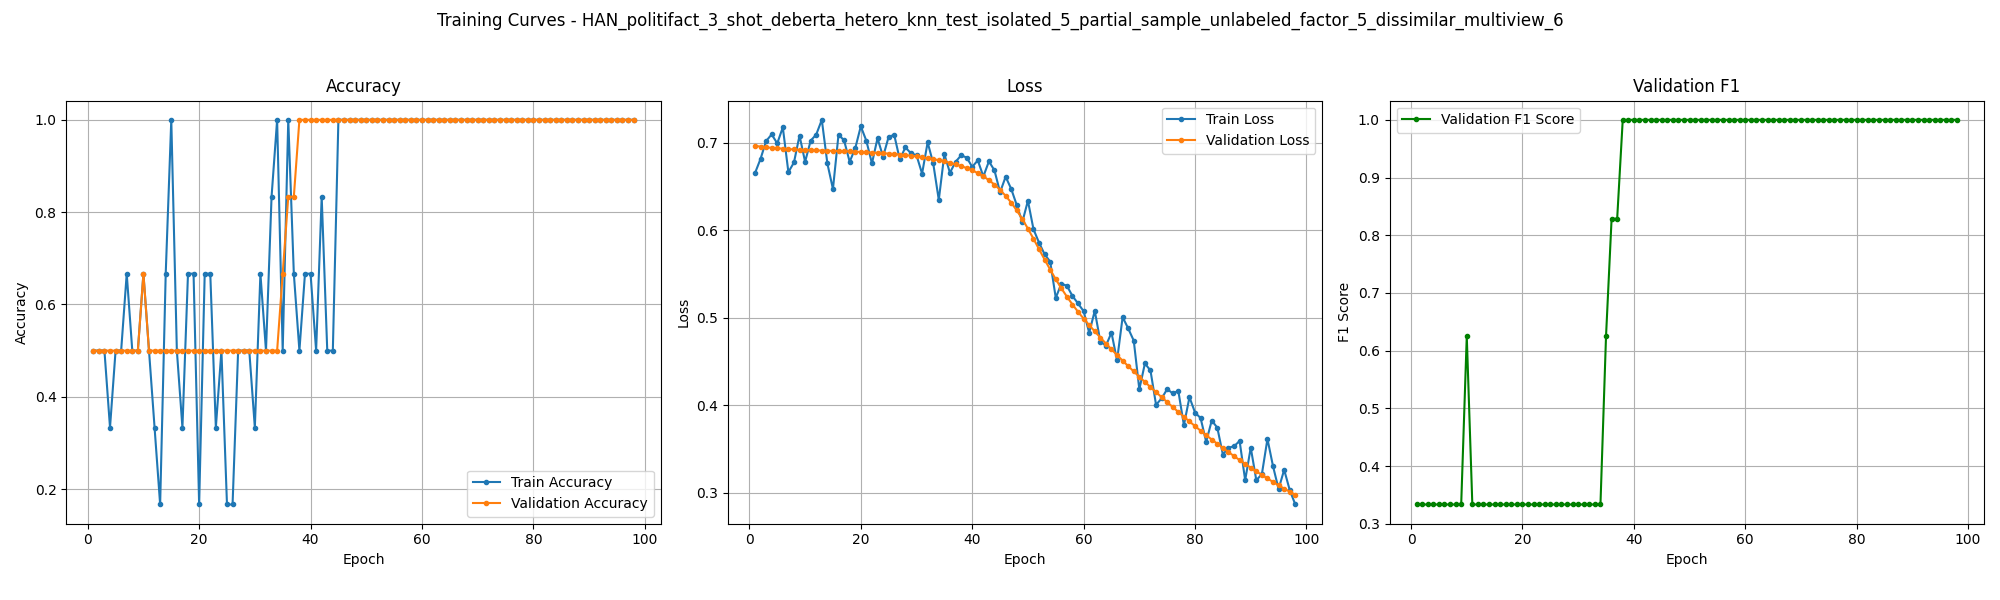 Training Curves - HAN_politifact_3_shot_deberta_hetero_knn_test_isolated_5_partial_sample_unlabeled_factor_5_dissimilar_multiview_6
Accuracy
1.0
0.8
0.6
0.4
0.2
Accuracy
0 20 40 60 80 100
Epoch
Train Accuracy
Validation Accuracy
Loss
0.7
0.6
0.5
0.4
0.3
Loss
0 20 40 60 80 100
Epoch
Train Loss
Validation Loss
Validation F1
1.0
0.9
0.8
0.7
0.6
0.5
0.4
0.3
F1 Score
0 20 40 60 80 100
Epoch
Validation F1 Score